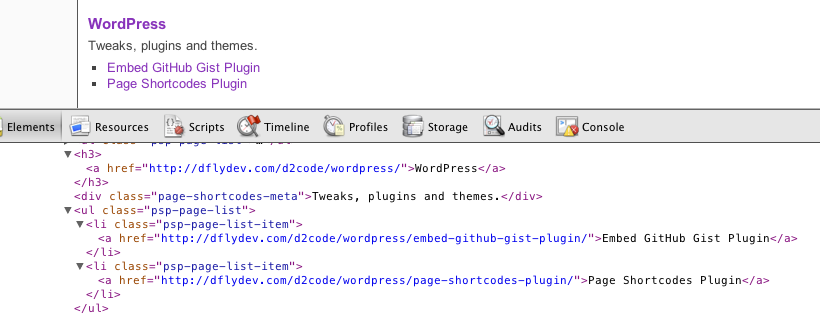 WordPress
Tweaks, plugins and themes.
Embed GitHub Gist Plugin
Page Shortcodes Plugin
Elements Resources Scripts Timeline Profiles Storage Audits Console
<h3>
<a href="http://dflydev.com/d2code/wordpress/">WordPress</a>
</h3>
<div class="page-shortcodes-meta">Tweaks, plugins and themes.</div>
<ul class="psp-page-list">
<li class="psp-page-list-item">
<a href="http://dflydev.com/d2code/wordpress/embed-github-gist-plugin/">Embed GitHub Gist Plugin</a>
</li>
<li class="psp-page-list-item">
<a href="http://dflydev.com/d2code/wordpress/page-shortcodes-plugin/">Page Shortcodes Plugin</a>
</li>
</ul>